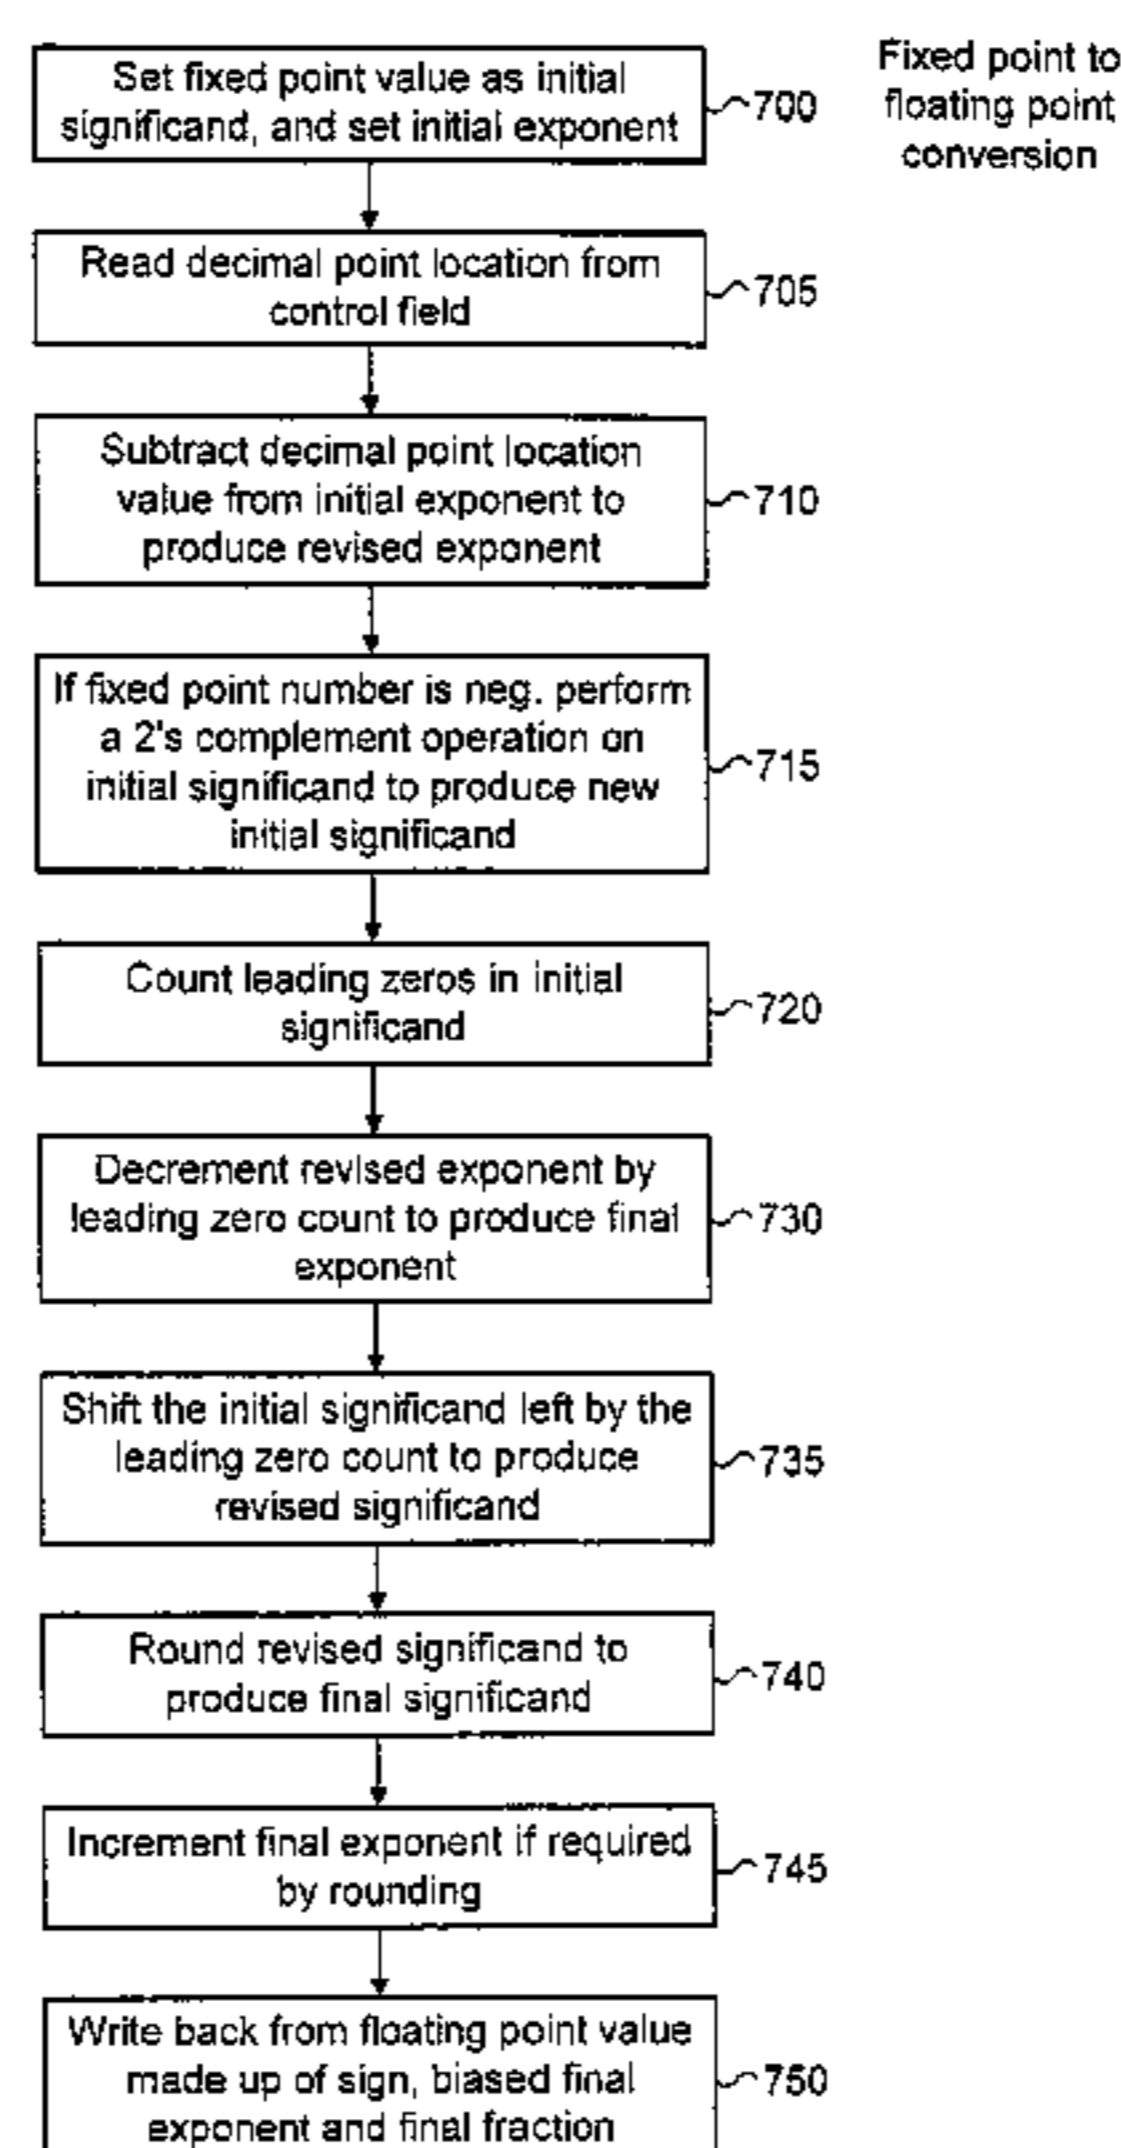 Fixed point to
floating point
conversion
Set fixed point value as initial
significand, and set initial exponent
700
Read decimal point location from
control field
705
Subtract decimal point location
value from initial exponent to
produce revised exponent
710
If fixed point number is neg. perform
a 2's complement operation on
initial significand to produce new
initial significand
715
Count leading zeros in initial
significand
720
Decrement revised exponent by
leading zero count to produce final
exponent
730
Shift the initial significand left by the
leading zero count to produce
revised significand
735
Round revised significand to
produce final significand
740
Increment final exponent if required
by rounding
745
Write back from floating point value
made up of sign, biased final
exponent and final fraction
750